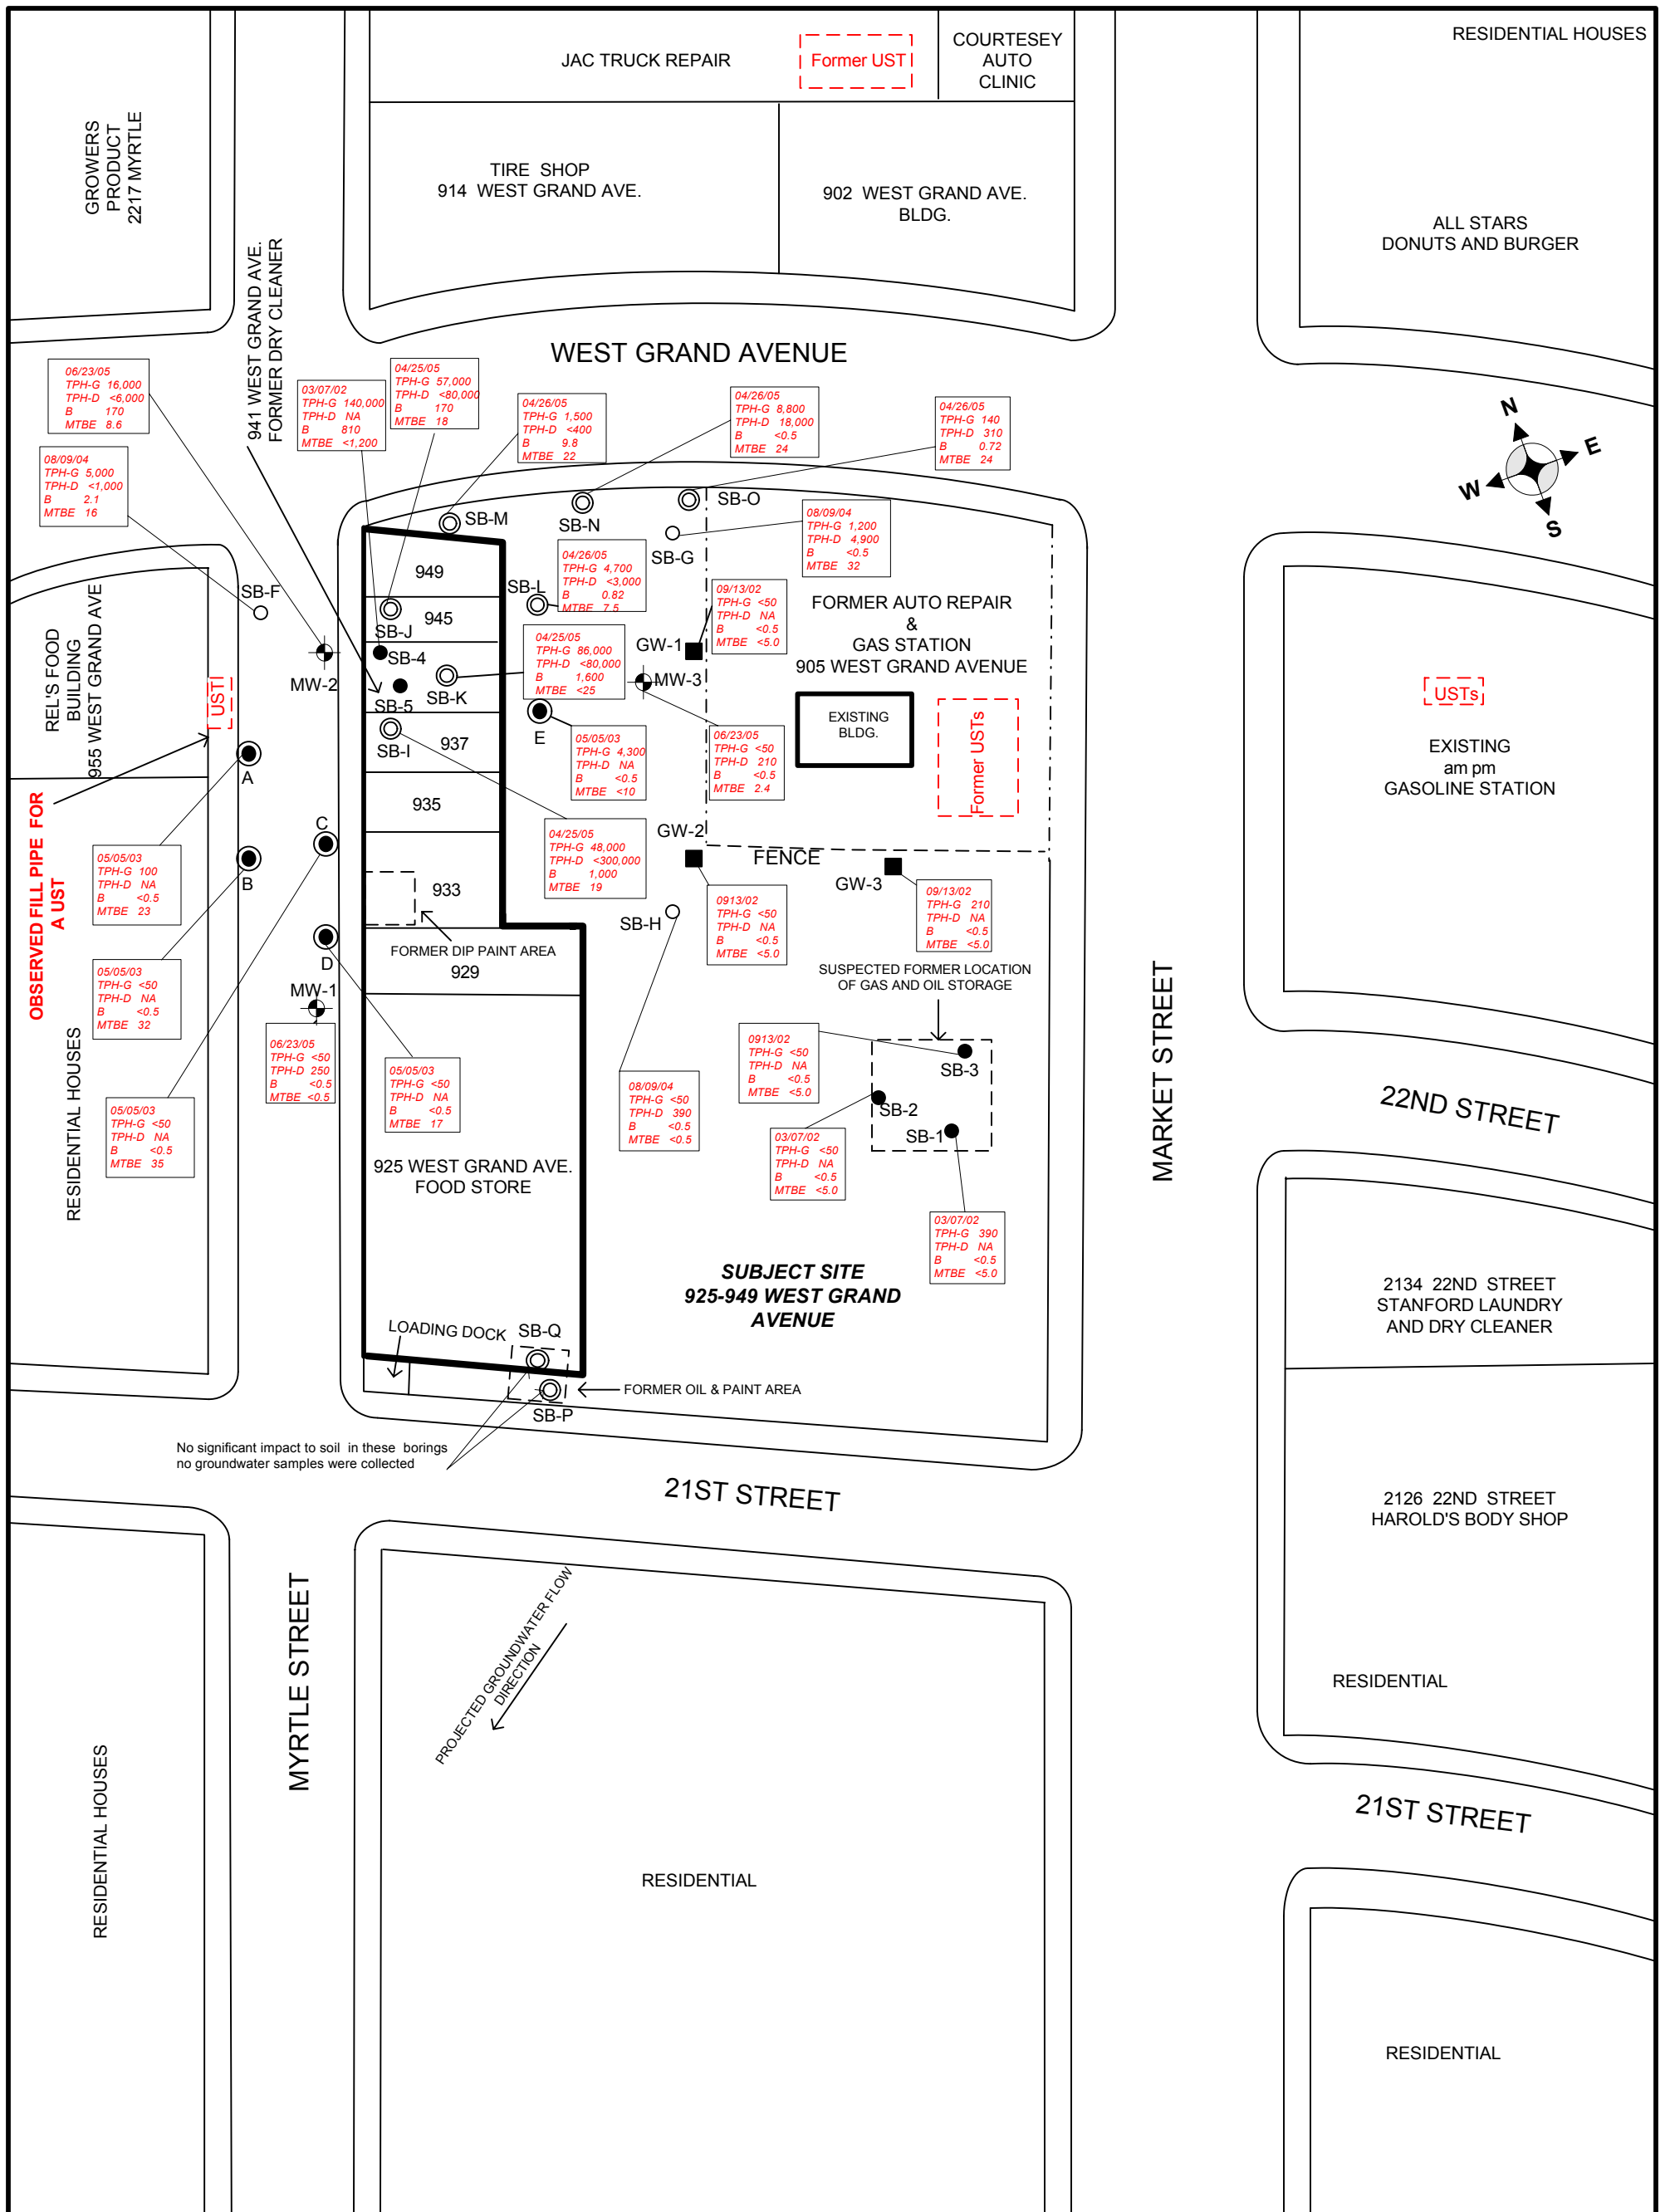 JAC TRUCK REPAIR
Former UST
COURTESEY
AUTO
CLINIC
RESIDENTIAL HOUSES
GROWERS
PRODUCT
2217 MYRTLE
TIRE SHOP
914 WEST GRAND AVE.
902 WEST GRAND AVE.
BLDG.
ALL STARS
DONUTS AND BURGER
941 WEST GRAND AVE.
FORMER DRY CLEANER
WEST GRAND AVENUE
06/23/05
TPH-G 16,000
TPH-D <6,000
B 170
MTBE 8.6
03/07/02
TPH-G 140,000
TPH-D NA
B 810
MTBE <1,200
04/25/05
TPH-G 57,000
TPH-D <80,000
B 170
MTBE 18
04/26/05
TPH-G 1,500
TPH-D <400
B 9.8
MTBE 22
04/26/05
TPH-G 8,800
TPH-D 18,000
B <0.5
MTBE 24
04/26/05
TPH-G 140
TPH-D 310
B 0.72
MTBE 24
N
E
W
S
08/09/04
TPH-G 5,000
TPH-D <1,000
B 2.1
MTBE 16
SB-M
SB-N
SB-O
SB-G
08/09/04
TPH-G 1,200
TPH-D 4,900
B <0.5
MTBE 32
949
04/26/05
TPH-G 4,700
TPH-D <3,000
B 0.82
MTBE 7.5
SB-L
SB-F
REL'S FOOD
BUILDING
955 WEST GRAND AVE
945
SB-J
09/13/02
TPH-G <50
TPH-D NA
B <0.5
MTBE <5.0
FORMER AUTO REPAIR
&
GAS STATION
905 WEST GRAND AVENUE
SB-4
04/25/05
TPH-G 86,000
TPH-D <80,000
B 1,600
MTBE <25
GW-1
MW-3
MW-2
SB-5
SB-K
UST
USTs
SB-I
937
E
05/05/03
TPH-G 4,300
TPH-D NA
B <0.5
MTBE <10
06/23/05
TPH-G <50
TPH-D 210
B <0.5
MTBE 2.4
EXISTING
BLDG.
Former USTs
EXISTING
am pm
GASOLINE STATION
A
935
OBSERVED FILL PIPE FOR
A UST
C
04/25/05
TPH-G 48,000
TPH-D <300,000
B 1,000
MTBE 19
GW-2
FENCE
GW-3
05/05/03
TPH-G 100
TPH-D NA
B <0.5
MTBE 23
B
933
SB-H
0913/02
TPH-G <50
TPH-D NA
B <0.5
MTBE <5.0
09/13/02
TPH-G 210
TPH-D NA
B <0.5
MTBE <5.0
D
FORMER DIP PAINT AREA
929
SUSPECTED FORMER LOCATION
OF GAS AND OIL STORAGE
05/05/03
TPH-G <50
TPH-D NA
B <0.5
MTBE 32
MW-1
06/23/05
TPH-G <50
TPH-D 250
B <0.5
MTBE <0.5
05/05/03
TPH-G <50
TPH-D NA
B <0.5
MTBE 17
08/09/04
TPH-G <50
TPH-D 390
B <0.5
MTBE <0.5
0913/02
TPH-G <50
TPH-D NA
B <0.5
MTBE <5.0
SB-3
SB-2
SB-1
MARKET STREET
22ND STREET
RESIDENTIAL HOUSES
05/05/03
TPH-G <50
TPH-D NA
B <0.5
MTBE 35
03/07/02
TPH-G <50
TPH-D NA
B <0.5
MTBE <5.0
925 WEST GRAND AVE.
FOOD STORE
03/07/02
TPH-G 390
TPH-D NA
B <0.5
MTBE <5.0
SUBJECT SITE
925-949 WEST GRAND
AVENUE
2134 22ND STREET
STANFORD LAUNDRY
AND DRY CLEANER
LOADING DOCK
SB-Q
FORMER OIL & PAINT AREA
SB-P
No significant impact to soil in these borings
no groundwater samples were collected
21ST STREET
2126 22ND STREET
HAROLD'S BODY SHOP
MYRTLE STREET
PROJECTED GROUNDWATER FLOW
DIRECTION
RESIDENTIAL
21ST STREET
RESIDENTIAL HOUSES
RESIDENTIAL
RESIDENTIAL